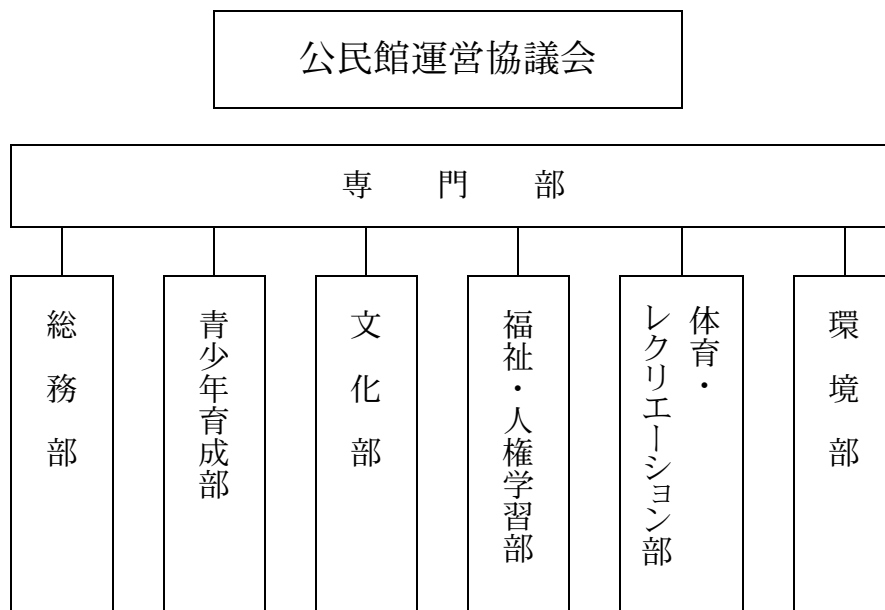 公民館運営協議会
専門部
総務部
青少年育成部
文化部
福祉・人権学習部
体育・
レクリエーション部
環境部